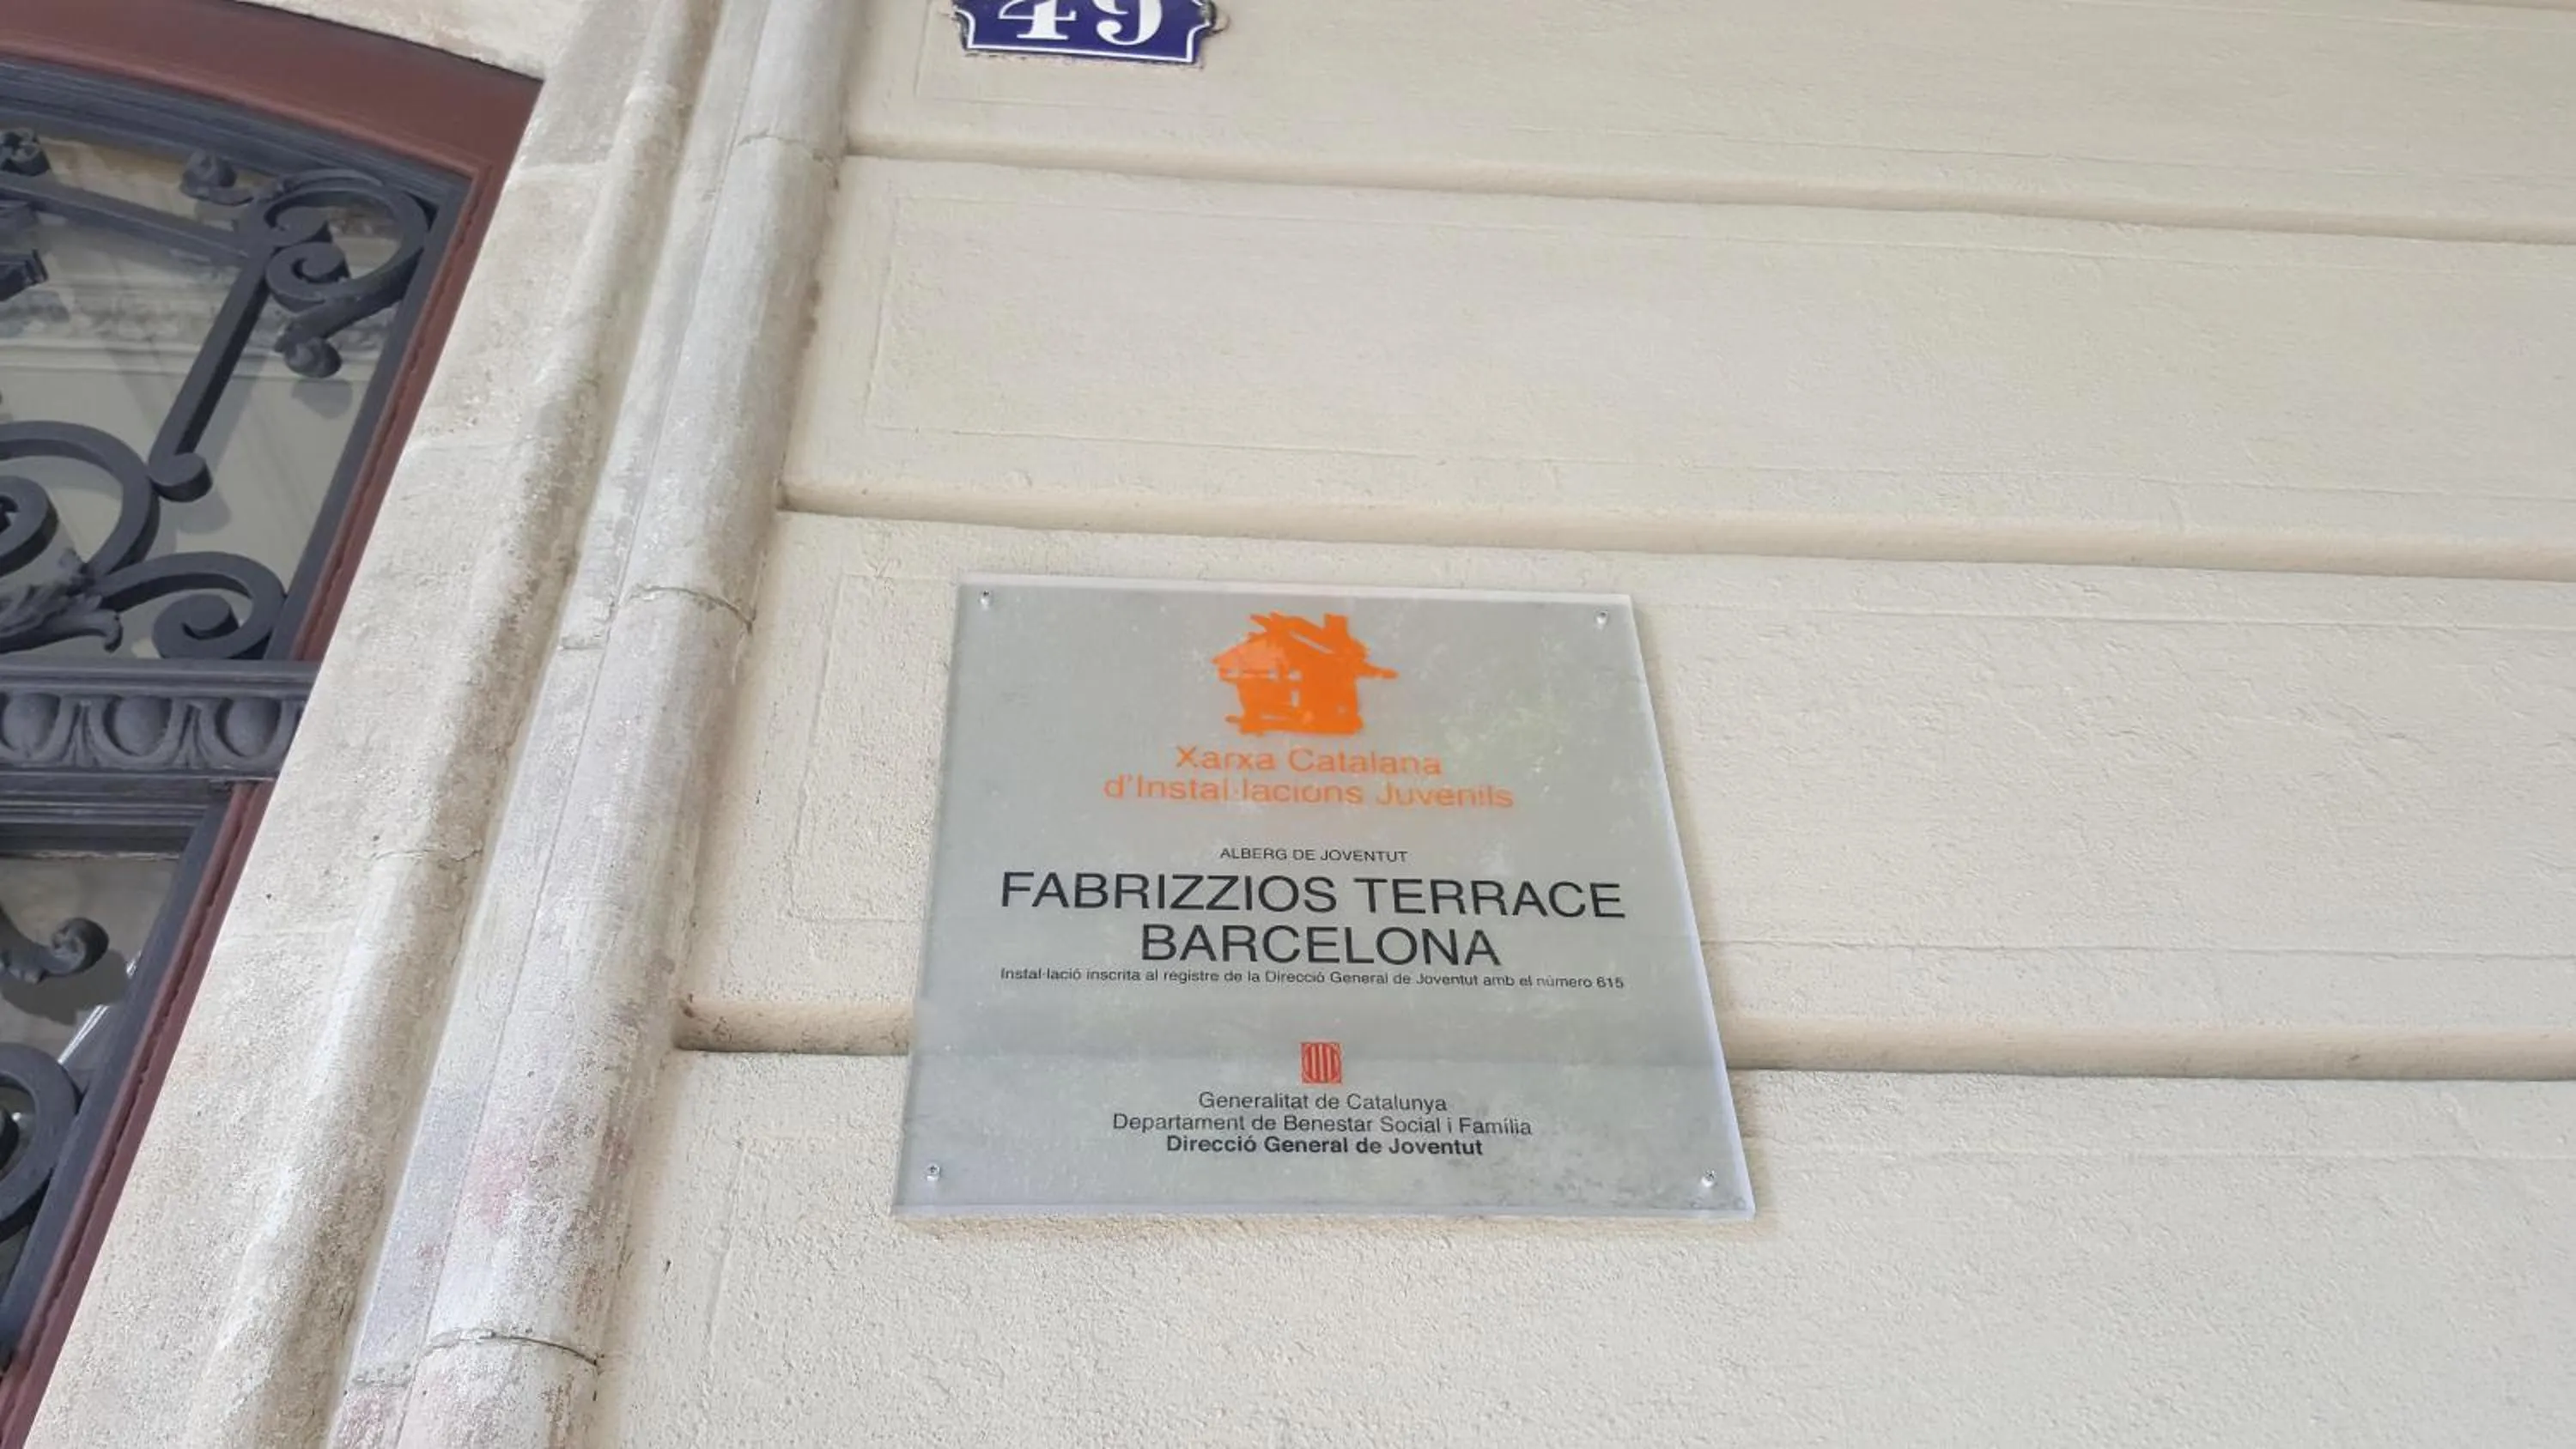 49
Xarxa Catalana
d'Instal·lacions Juvenils
ALBERG DE JOVENTUT
FABRIZZIOS TERRACE
BARCELONA
Instal·lació inscrita al registre de la Direcció General de Joventut amb el número 615
Generalitat de Catalunya
Departament de Benestar Social i Família
Direcció General de Joventut